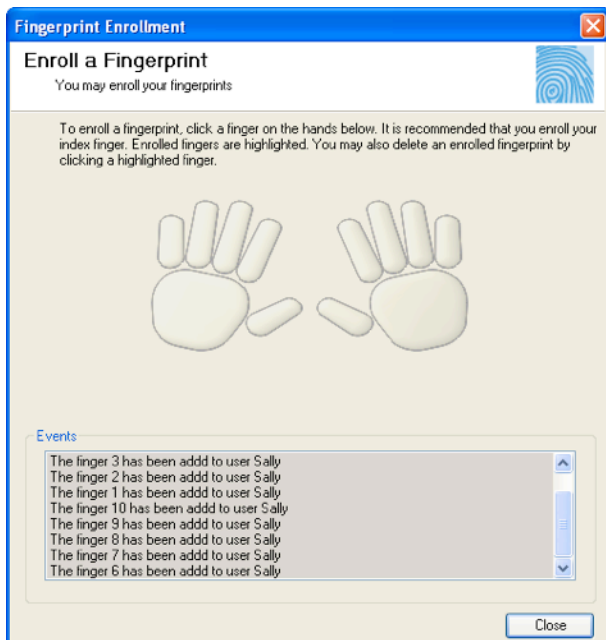 Fingerprint Enrollment
Enroll a Fingerprint
You may enroll your fingerprints
To enroll a fingerprint, click a finger on the hands below. It is recommended that you enroll your
index finger. Enrolled fingers are highlighted. You may also delete an enrolled fingerprint by
clicking a highlighted finger.
Events
The finger 3 has been addd to user Sally
The finger 2 has been addd to user Sally
The finger 1 has been addd to user Sally
The finger 10 has been addd to user Sally
The finger 9 has been addd to user Sally
The finger 8 has been addd to user Sally
The finger 7 has been addd to user Sally
The finger 6 has been addd to user Sally
Close